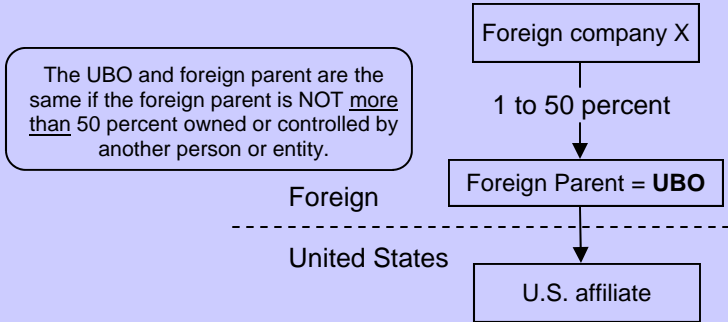 Foreign company X
The UBO and foreign parent are the
same if the foreign parent is NOT more
than 50 percent owned or controlled by
another person or entity.
1 to 50 percent
Foreign Parent = UBO
Foreign
United States
U.S. affiliate